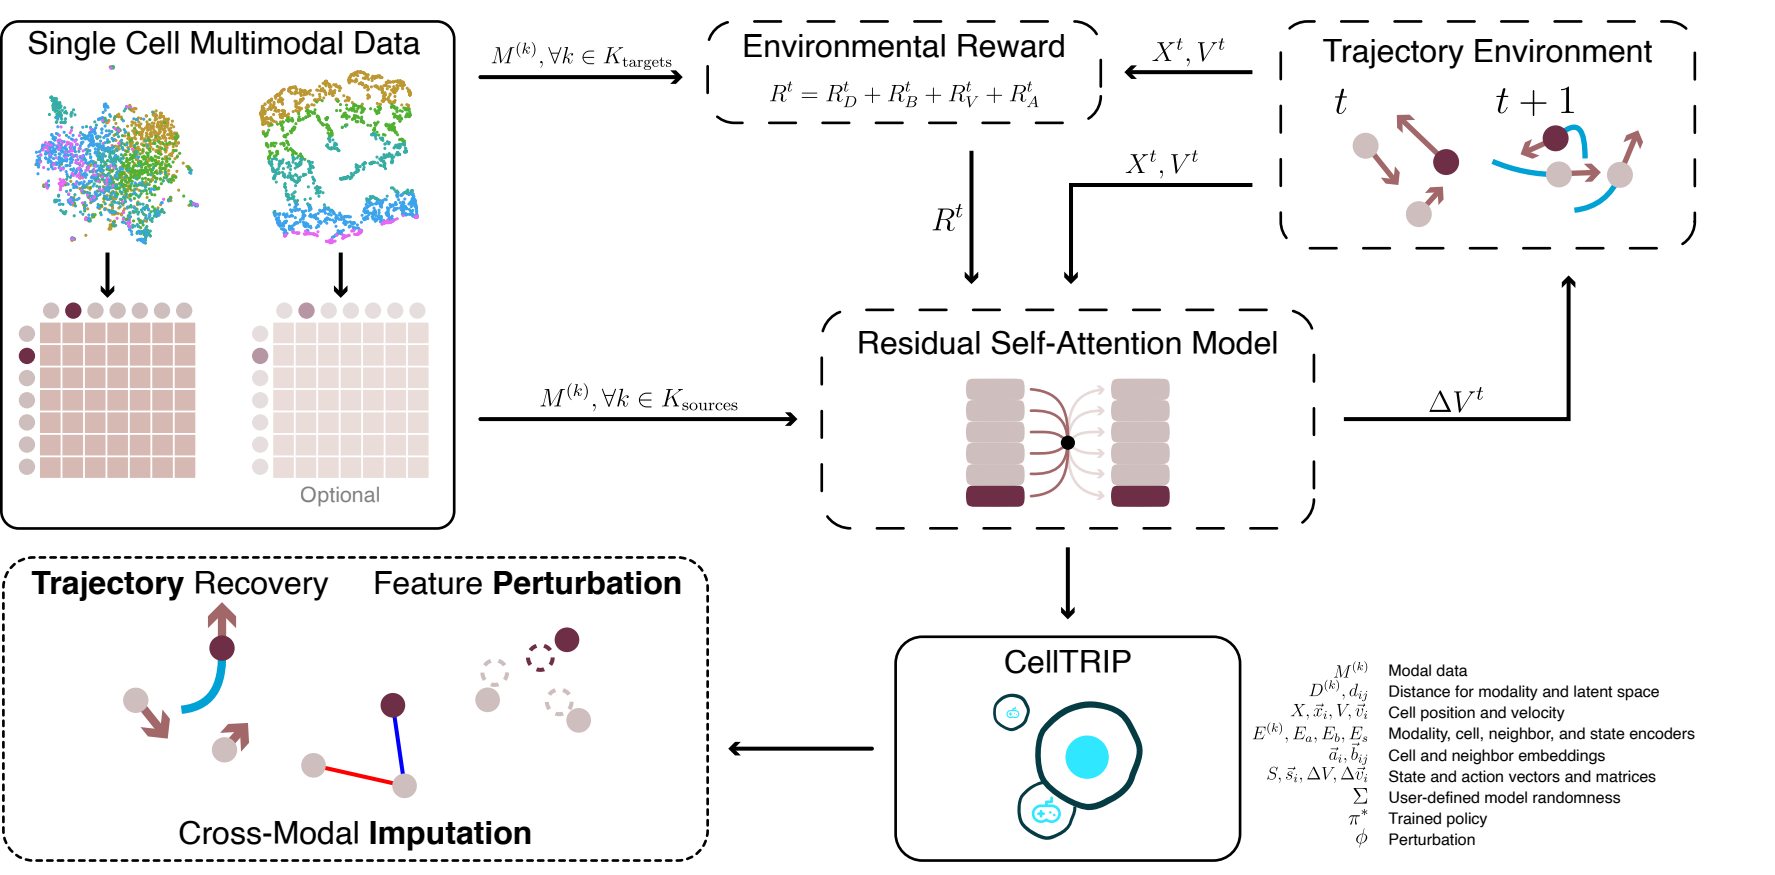 Single Cell Multimodal Data
Optional
M^{(k)}, ∀k ∈ K_{targets}
Environmental Reward
R^t = R^t_D + R^t_B + R^t_V + R^t_A
X^t, V^t
Trajectory Environment
t
t + 1
X^t, V^t
R^t
M^{(k)}, ∀k ∈ K_{sources}
Residual Self-Attention Model
ΔV^t
Trajectory Recovery
Feature Perturbation
Cross-Modal Imputation
CellTRIP
M^{(k)} Modal data
D^{(k)}, d_{ij} Distance for modality and latent space
X, \vec{x}_i, V, \vec{v}_i Cell position and velocity
E^{(k)}, E_a, E_b, E_s Modality, cell, neighbor, and state encoders
\vec{a}_i, \vec{b}_{ij} Cell and neighbor embeddings
S, \vec{s}_i, ΔV, Δ\vec{v}_i State and action vectors and matrices
Σ User-defined model randomness
π^* Trained policy
ϕ Perturbation